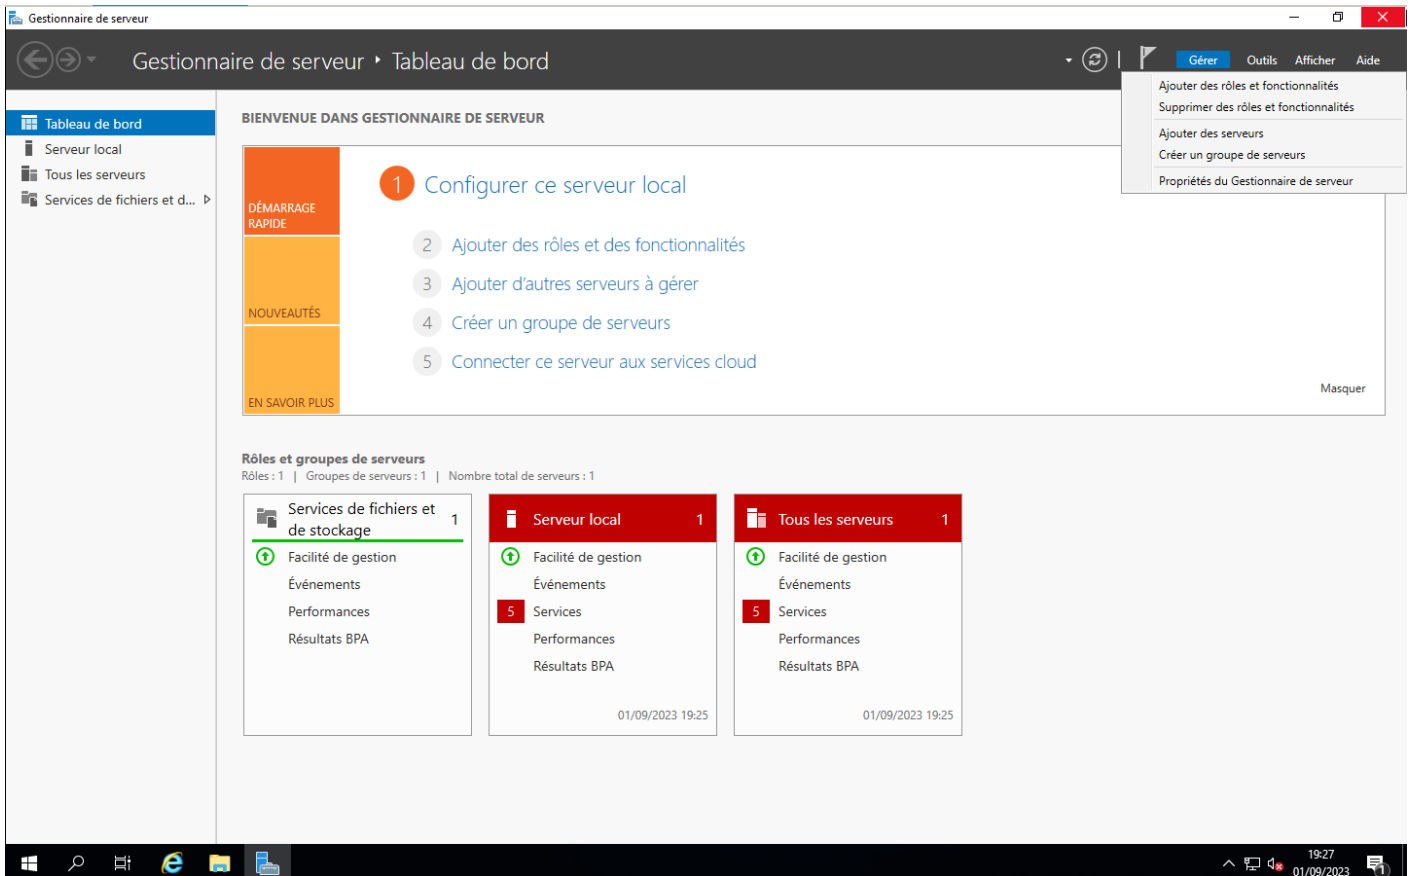 Gestionnaire de serveur
Gestionnaire de serveur ‣ Tableau de bord
Gérer Outils Afficher Aide
Ajouter des rôles et fonctionnalités
Supprimer des rôles et fonctionnalités
Ajouter des serveurs
Créer un groupe de serveurs
Propriétés du Gestionnaire de serveur
Tableau de bord
Serveur local
Tous les serveurs
Services de fichiers et d...
BIENVENUE DANS GESTIONNAIRE DE SERVEUR
DÉMARRAGE
RAPIDE
NOUVEAUTÉS
EN SAVOIR PLUS
1 Configurer ce serveur local
2 Ajouter des rôles et des fonctionnalités
3 Ajouter d'autres serveurs à gérer
4 Créer un groupe de serveurs
5 Connecter ce serveur aux services cloud
Masquer
Rôles et groupes de serveurs
Rôles : 1 | Groupes de serveurs : 1 | Nombre total de serveurs : 1
Services de fichiers et
de stockage
1
Facilité de gestion
Événements
Performances
Résultats BPA
Serveur local 1
Facilité de gestion
Événements
5 Services
Performances
Résultats BPA
01/09/2023 19:25
Tous les serveurs 1
Facilité de gestion
Événements
5 Services
Performances
Résultats BPA
01/09/2023 19:25
19:27
01/09/2023
1